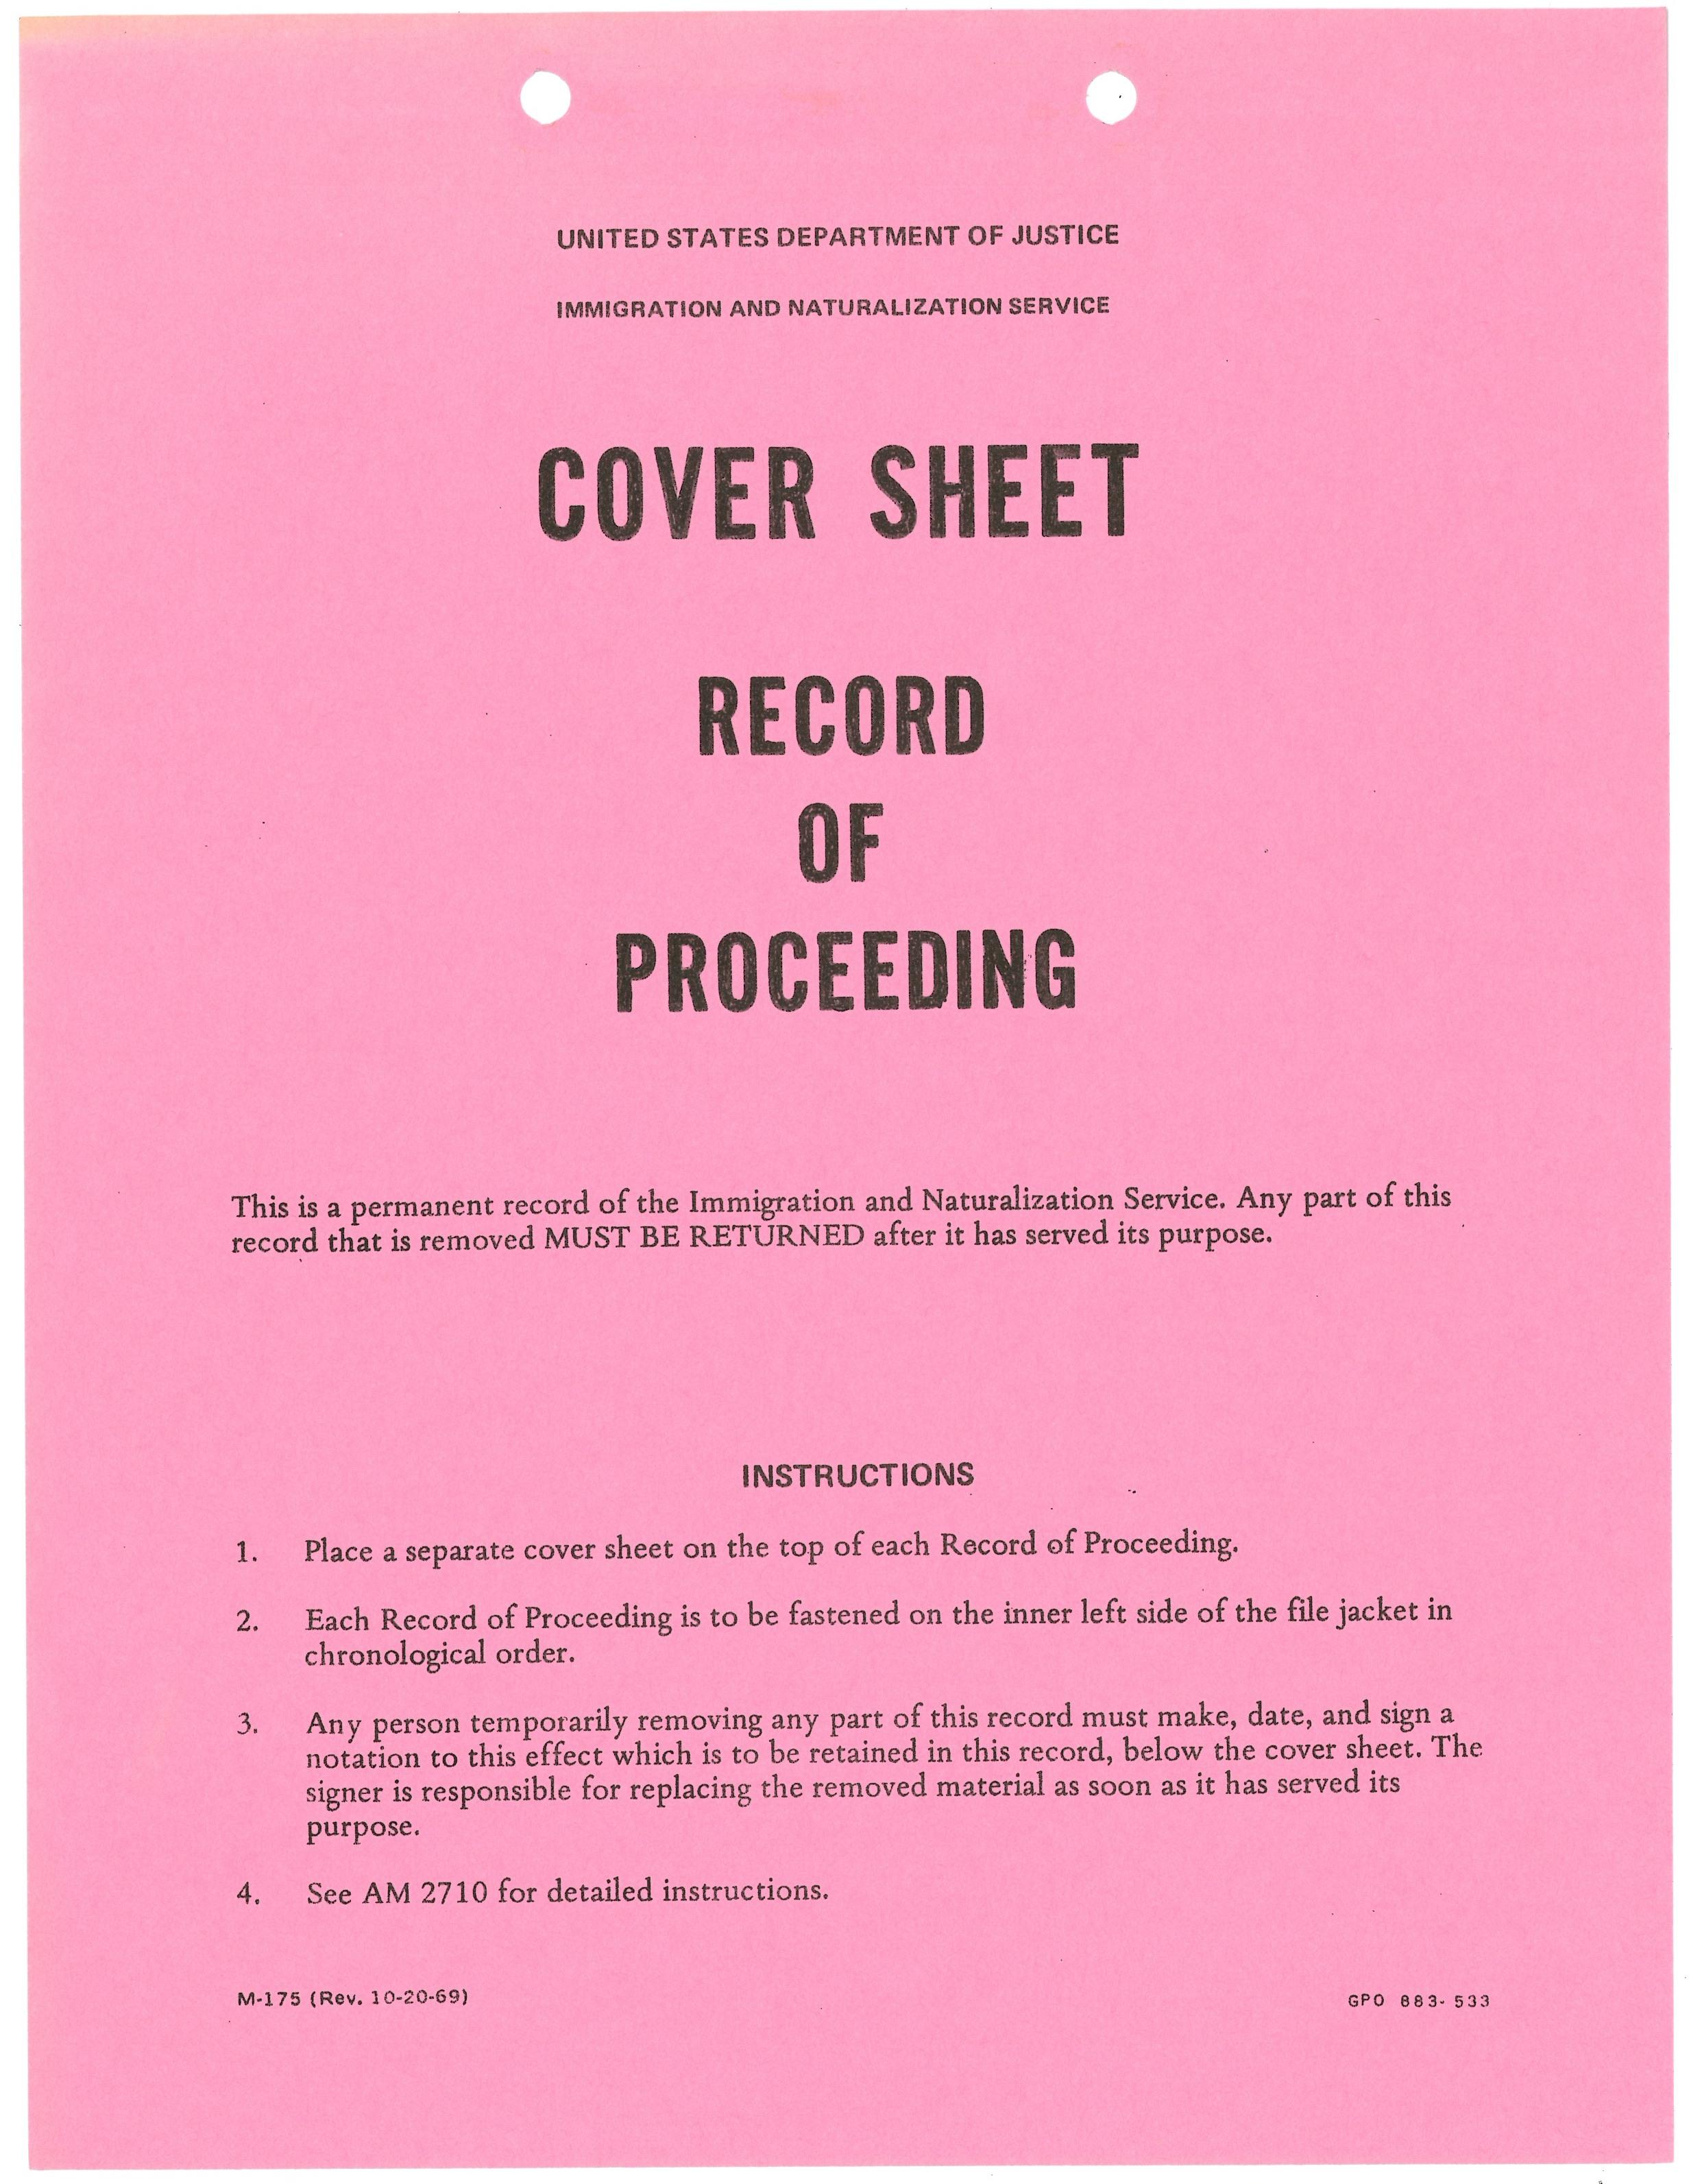 UNITED STATES DEPARTMENT OF JUSTICE
IMMIGRATION AND NATURALIZATION SERVICE
COVER SHEET
RECORD
OF
PROCEEDING
This is a permanent record of the Immigration and Naturalization Service. Any part of this
record that is removed MUST BE RETURNED after it has served its purpose.
INSTRUCTIONS
1. Place a separate cover sheet on the top of each Record of Proceeding.
2. Each Record of Proceeding is to be fastened on the inner left side of the file jacket in
chronological order.
3. Any person temporarily removing any part of this record must make, date, and sign a
notation to this effect which is to be retained in this record, below the cover sheet. The
signer is responsible for replacing the removed material as soon as it has served its
purpose.
4. See AM 2710 for detailed instructions.
M-175 (Rev. 10-20-69)
GPO 883-533